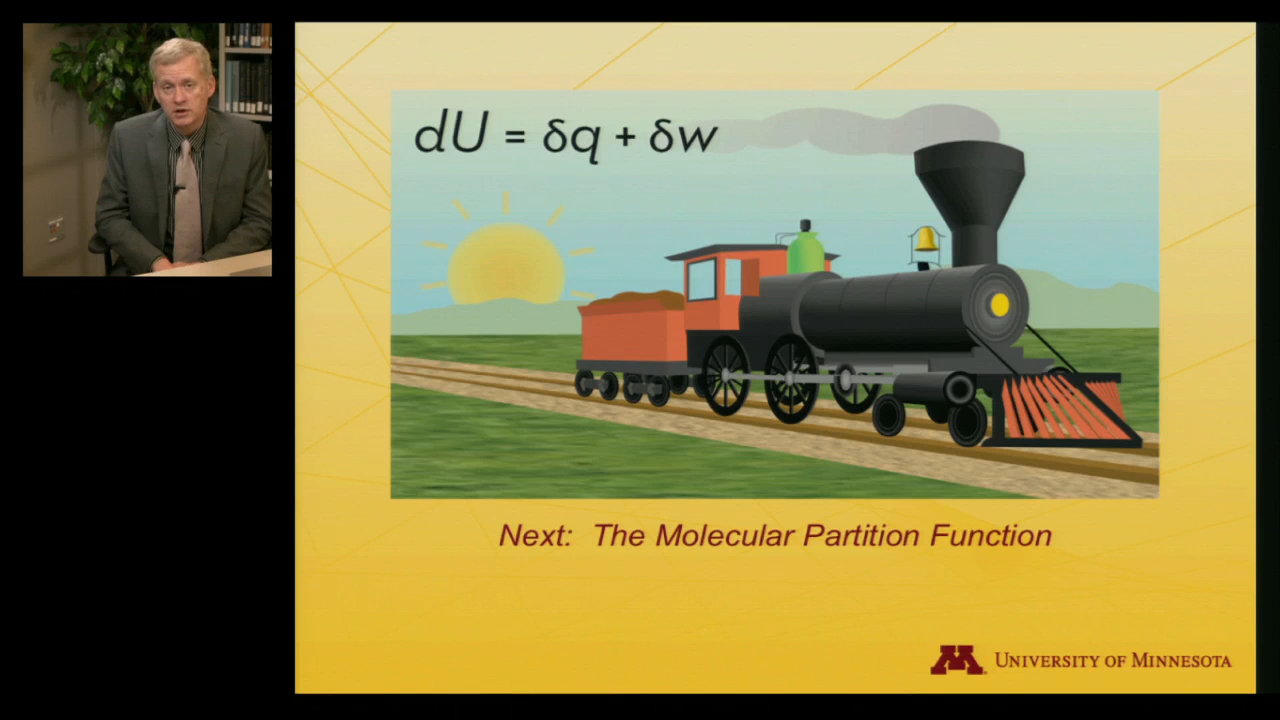 dU = δq + δw
Next: The Molecular Partition Function
M
UNIVERSITY OF MINNESOTA